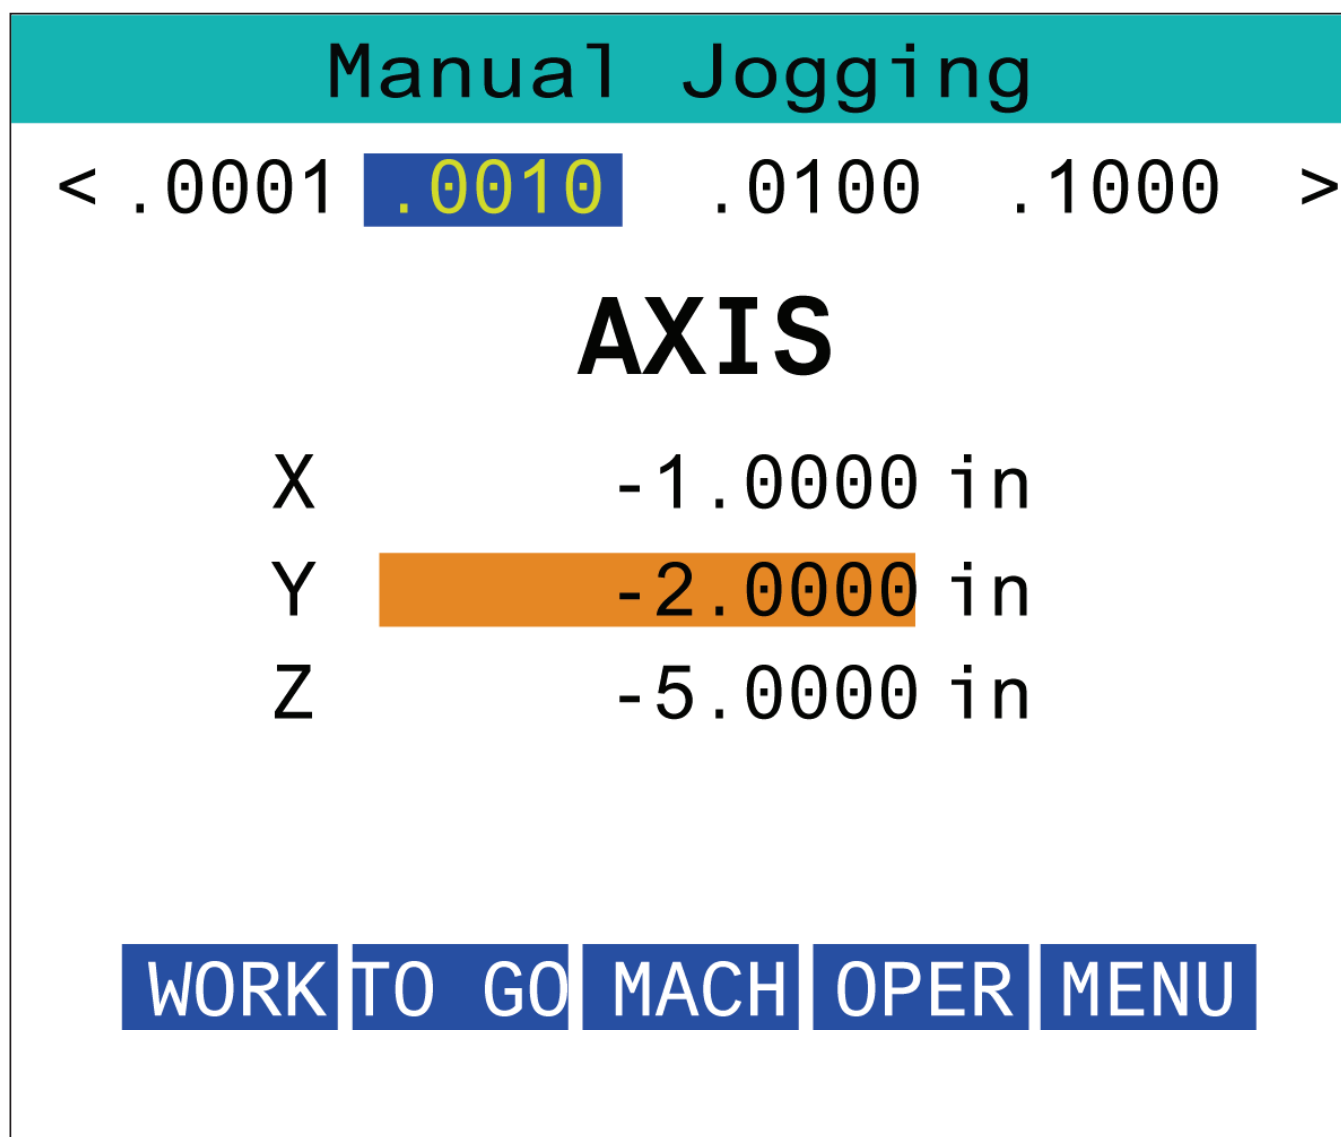 Manual Jogging
< .0001 .0010 .0100 .1000 >
AXIS
X -1.0000 in
Y -2.0000 in
Z -5.0000 in
WORK TO GO MACH OPER MENU